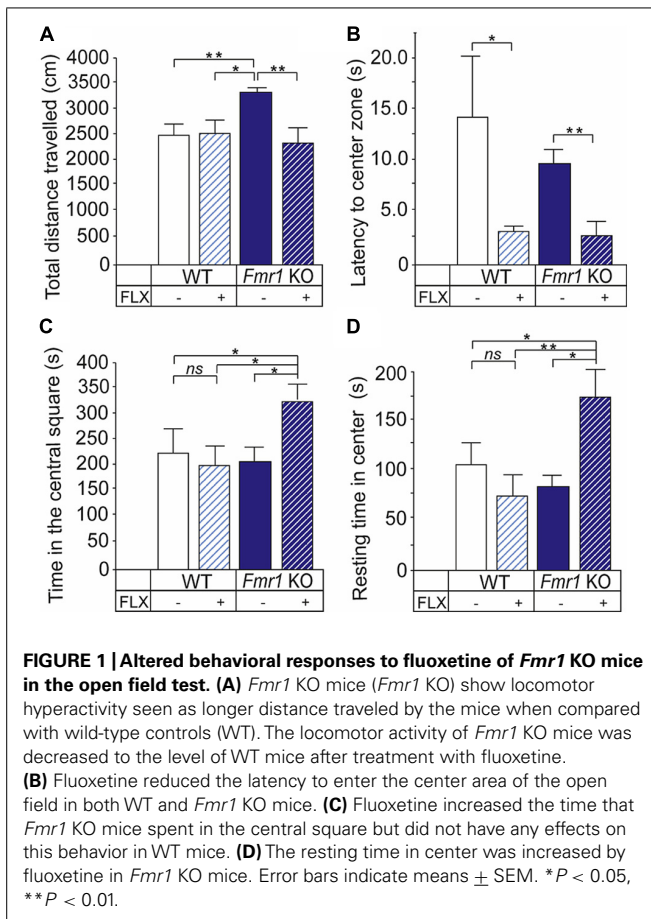 A
B
Total distance travelled (cm)
4000
3500
3000
2500
2000
1500
1000
500
0
** 
* **
WT Fmr1 KO
FLX - + - +
Latency to center zone (s)
20.0
15.0
10.0
5.0
0
*
**
WT Fmr1 KO
FLX - + - +
C
D
Time in the central square (s)
400
350
300
250
200
150
100
50
0
*
ns *
*
WT Fmr1 KO
FLX - + - +
Resting time in center (s)
200
150
100
50
0
*
ns **
*
WT Fmr1 KO
FLX - + - +
FIGURE 1 | Altered behavioral responses to fluoxetine of Fmr1 KO mice
in the open field test. (A) Fmr1 KO mice (Fmr1 KO) show locomotor
hyperactivity seen as longer distance traveled by the mice when compared
with wild-type controls (WT). The locomotor activity of Fmr1 KO mice was
decreased to the level of WT mice after treatment with fluoxetine.
(B) Fluoxetine reduced the latency to enter the center area of the open
field in both WT and Fmr1 KO mice. (C) Fluoxetine increased the time that
Fmr1 KO mice spent in the central square but did not have any effects on
this behavior in WT mice. (D) The resting time in center was increased by
fluoxetine in Fmr1 KO mice. Error bars indicate means ± SEM. *P < 0.05,
**P < 0.01.